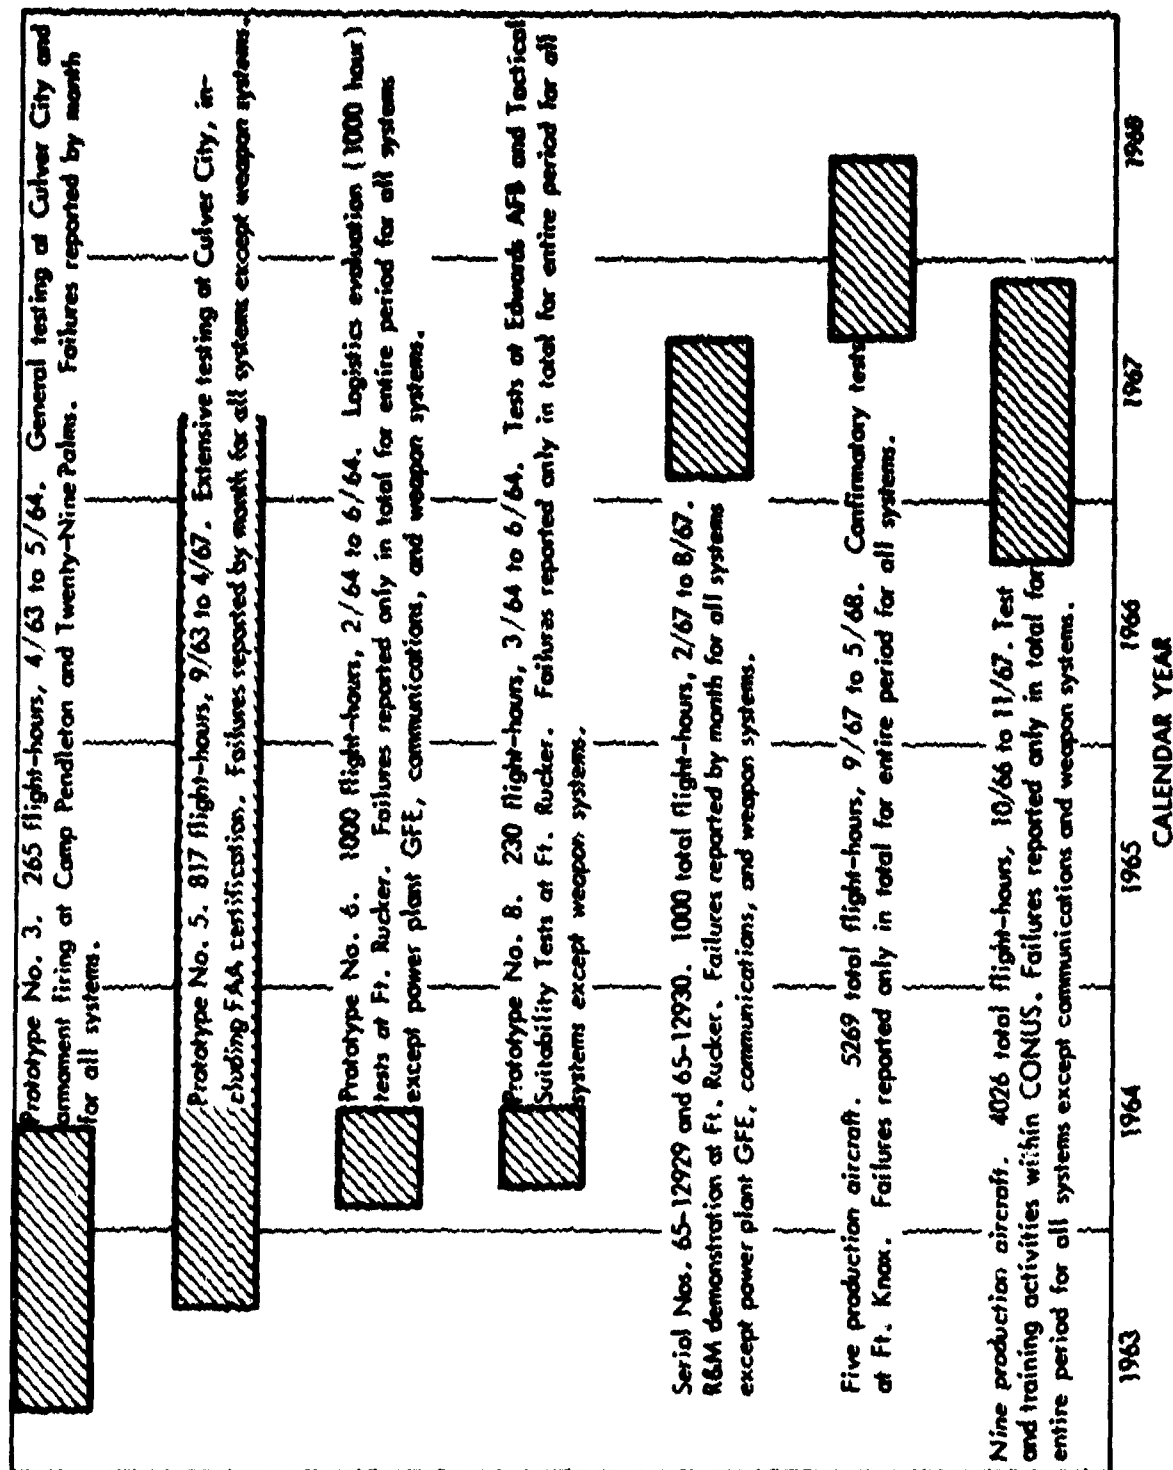 Prototype No. 3. 265 flight-hours, 4/63 to 5/64. General testing at Culver City and
armament firing at Camp Pendleton and Twenty-Nine Palms. Failures reported by month
for all systems.
Prototype No. 5. 817 flight-hours, 9/63 to 4/67. Extensive testing at Culver City, in-
cluding FAA certification. Failures reported by month for all systems except weapon systems.
Prototype No. 6. 1000 flight-hours, 2/64 to 6/64. Logistics evaluation (1000 hour)
tests at Ft. Rucker. Failures reported only in total for entire period for all systems
except power plant GFE, communications, and weapon systems.
Prototype No. 8. 230 flight-hours, 3/64 to 6/64. Tests at Edwards AFB and Tactical
Suitability Tests at Ft. Rucker. Failures reported only in total for entire period for all
systems except weapon systems.
Serial Nos. 65-12929 and 65-12930. 1000 total flight-hours, 2/67 to 8/67.
R&M demonstration at Ft. Rucker. Failures reported by month for all systems
except power plant GFE, communications, and weapon systems.
Five production aircraft. 5269 total flight-hours, 9/67 to 5/68. Confirmatory tests
at Ft. Knox. Failures reported only in total for entire period for all systems.
Nine production aircraft. 4026 total flight-hours, 10/66 to 11/67. Test
and training activities within CONUS. Failures reported only in total for
entire period for all systems except communications and weapon systems.
1963 1964 1965 1966 1967 1968
CALENDAR YEAR